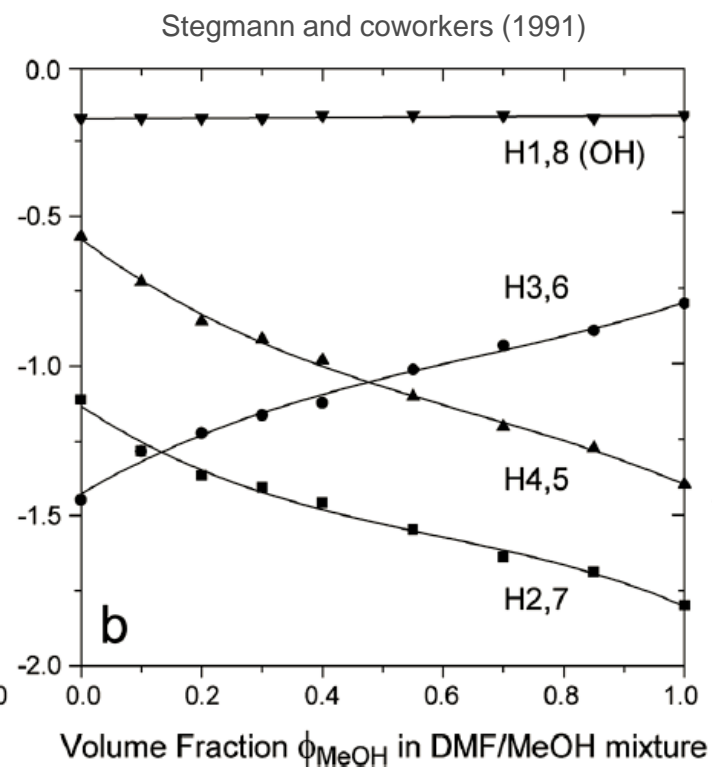 Stegmann and coworkers (1991)
0.0
H1,8 (OH)
-0.5
H3,6
-1.0
H4,5
-1.5
H2,7
b
-2.0
0 0.0 0.2 0.4 0.6 0.8 1.0
Volume Fraction ϕMeOH in DMF/MeOH mixture